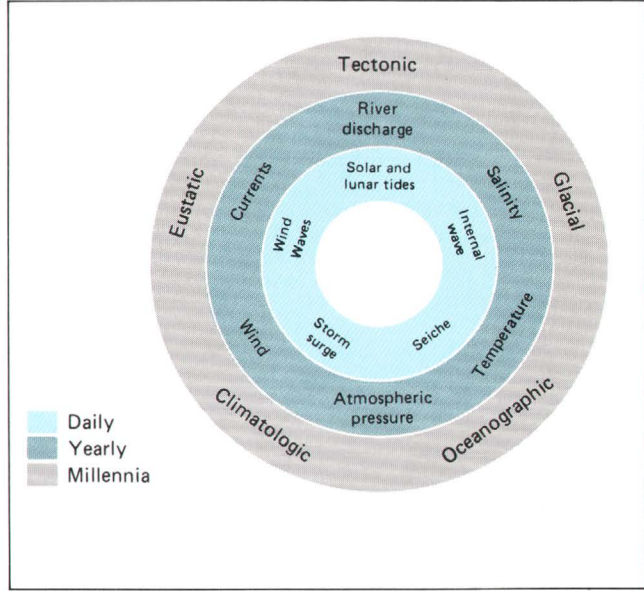 Tectonic
River
discharge
Solar and
lunar tides
Eustatic
Currents
Wind
Waves
Internal
wave
Salinity
Glacial
Wind
Storm
surge
Seiche
Temperature
Atmospheric
pressure
Climatologic
Oceanographic
Daily
Yearly
Millennia